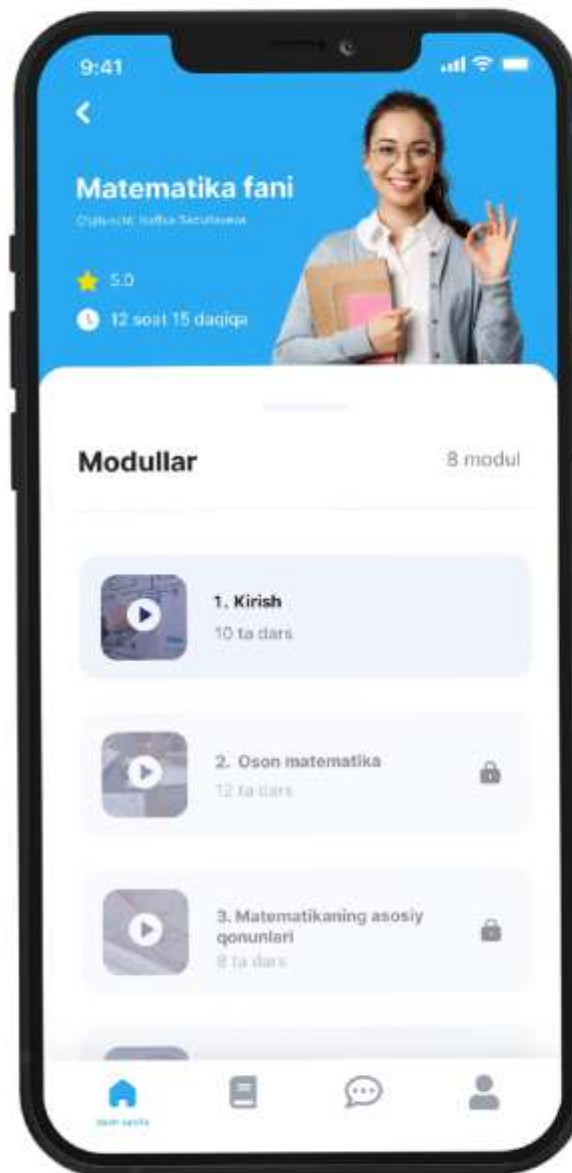 9:41
Matematika fani
5.0
12 soat 15 daqiqa
Modullar
8 modul
1. Kirish
10 ta dars
2. Oson matematika
12 ta dars
3. Matematikaning asosiy
qonunlari
8 ta dars